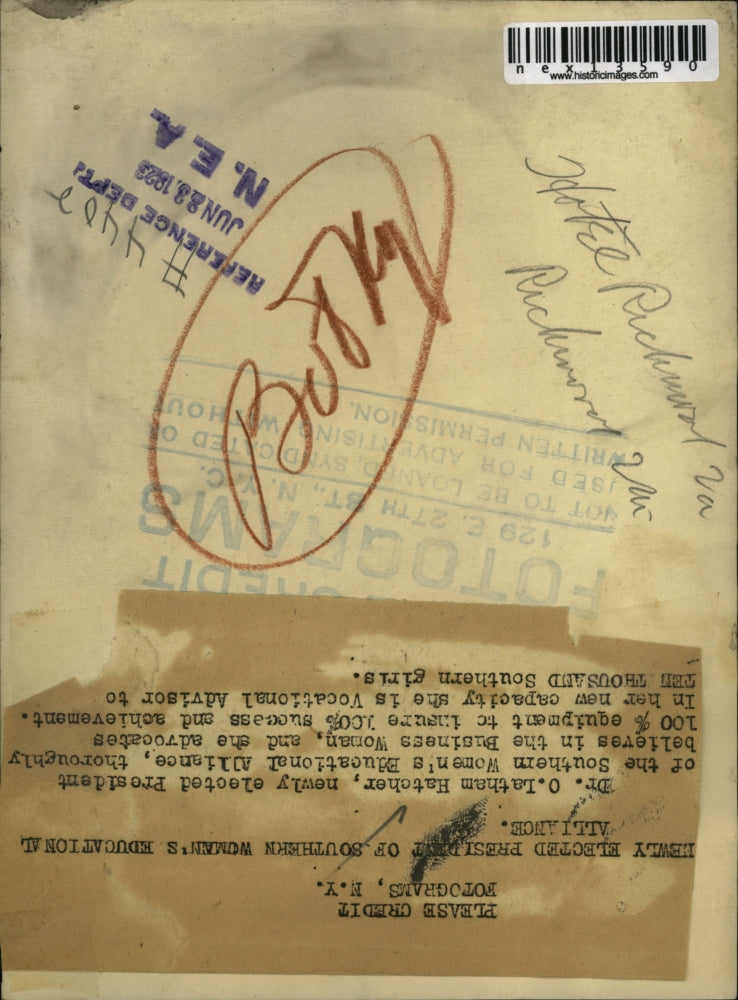 nex13590
www.historicimages.com
N. E. A.
JUN 23, 1923
REFERENCE DEPT.
Hotel Richmond Va
Richmond
CREDIT
FOTOGRAMS
129 E. 27TH ST., N.Y.C.
NOT TO BE LOANED SYNDICATED OR
USED FOR ADVERTISING WITHOUT
WRITTEN PERMISSION.
PLEASE CREDIT
FOTOGRAMS, N.Y.
NEWLY ELECTED PRESIDENT OF SOUTHERN WOMAN'S EDUCATIONAL
ALLIANCE.
Dr. O.Latham Hatcher, newly elected President
of the Southern Women's Educational Alliance, thoroughly
believes in the Business Woman, and she advocates
100 % equipment to insure 100% success and achievement.
In her new capacity she is Vocational Advisor to
TEN THOUSAND Southern girls.